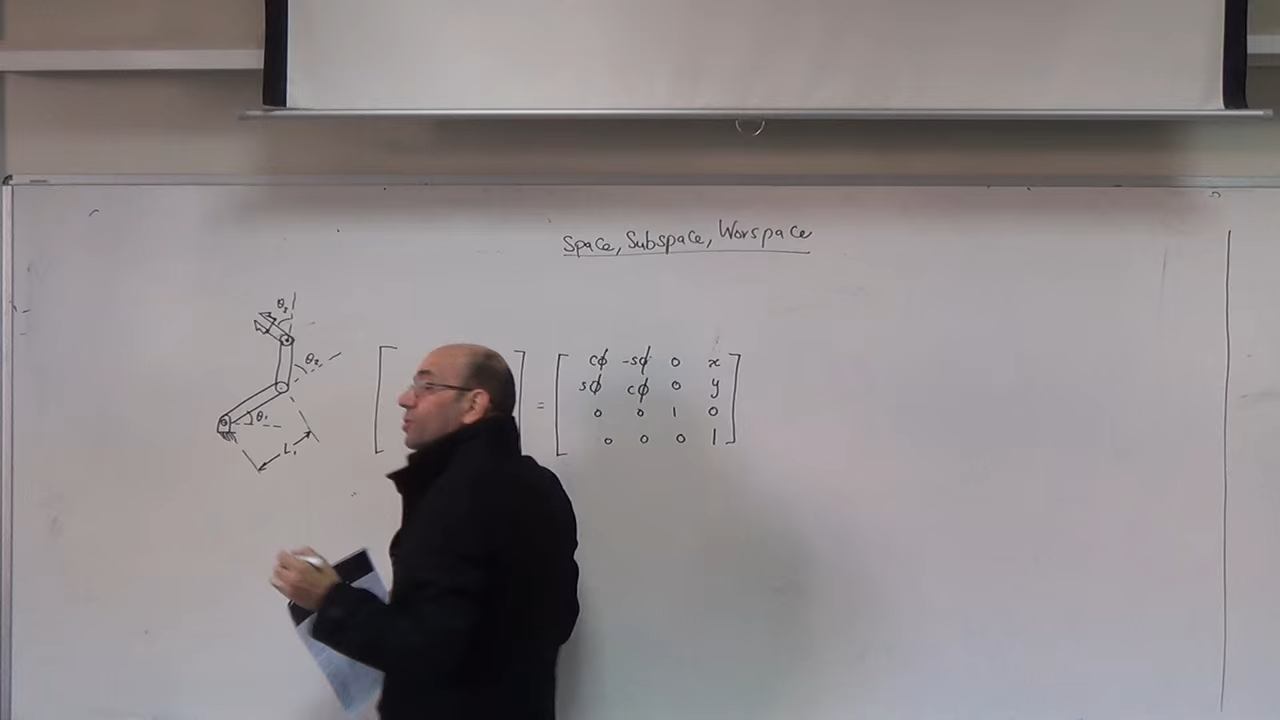 Space, Subspace, Worspace
θ₃
θ₂
θ₁
L₁
=
cϕ -sϕ 0 x
sϕ cϕ 0 y
0 0 1 0
0 0 0 1